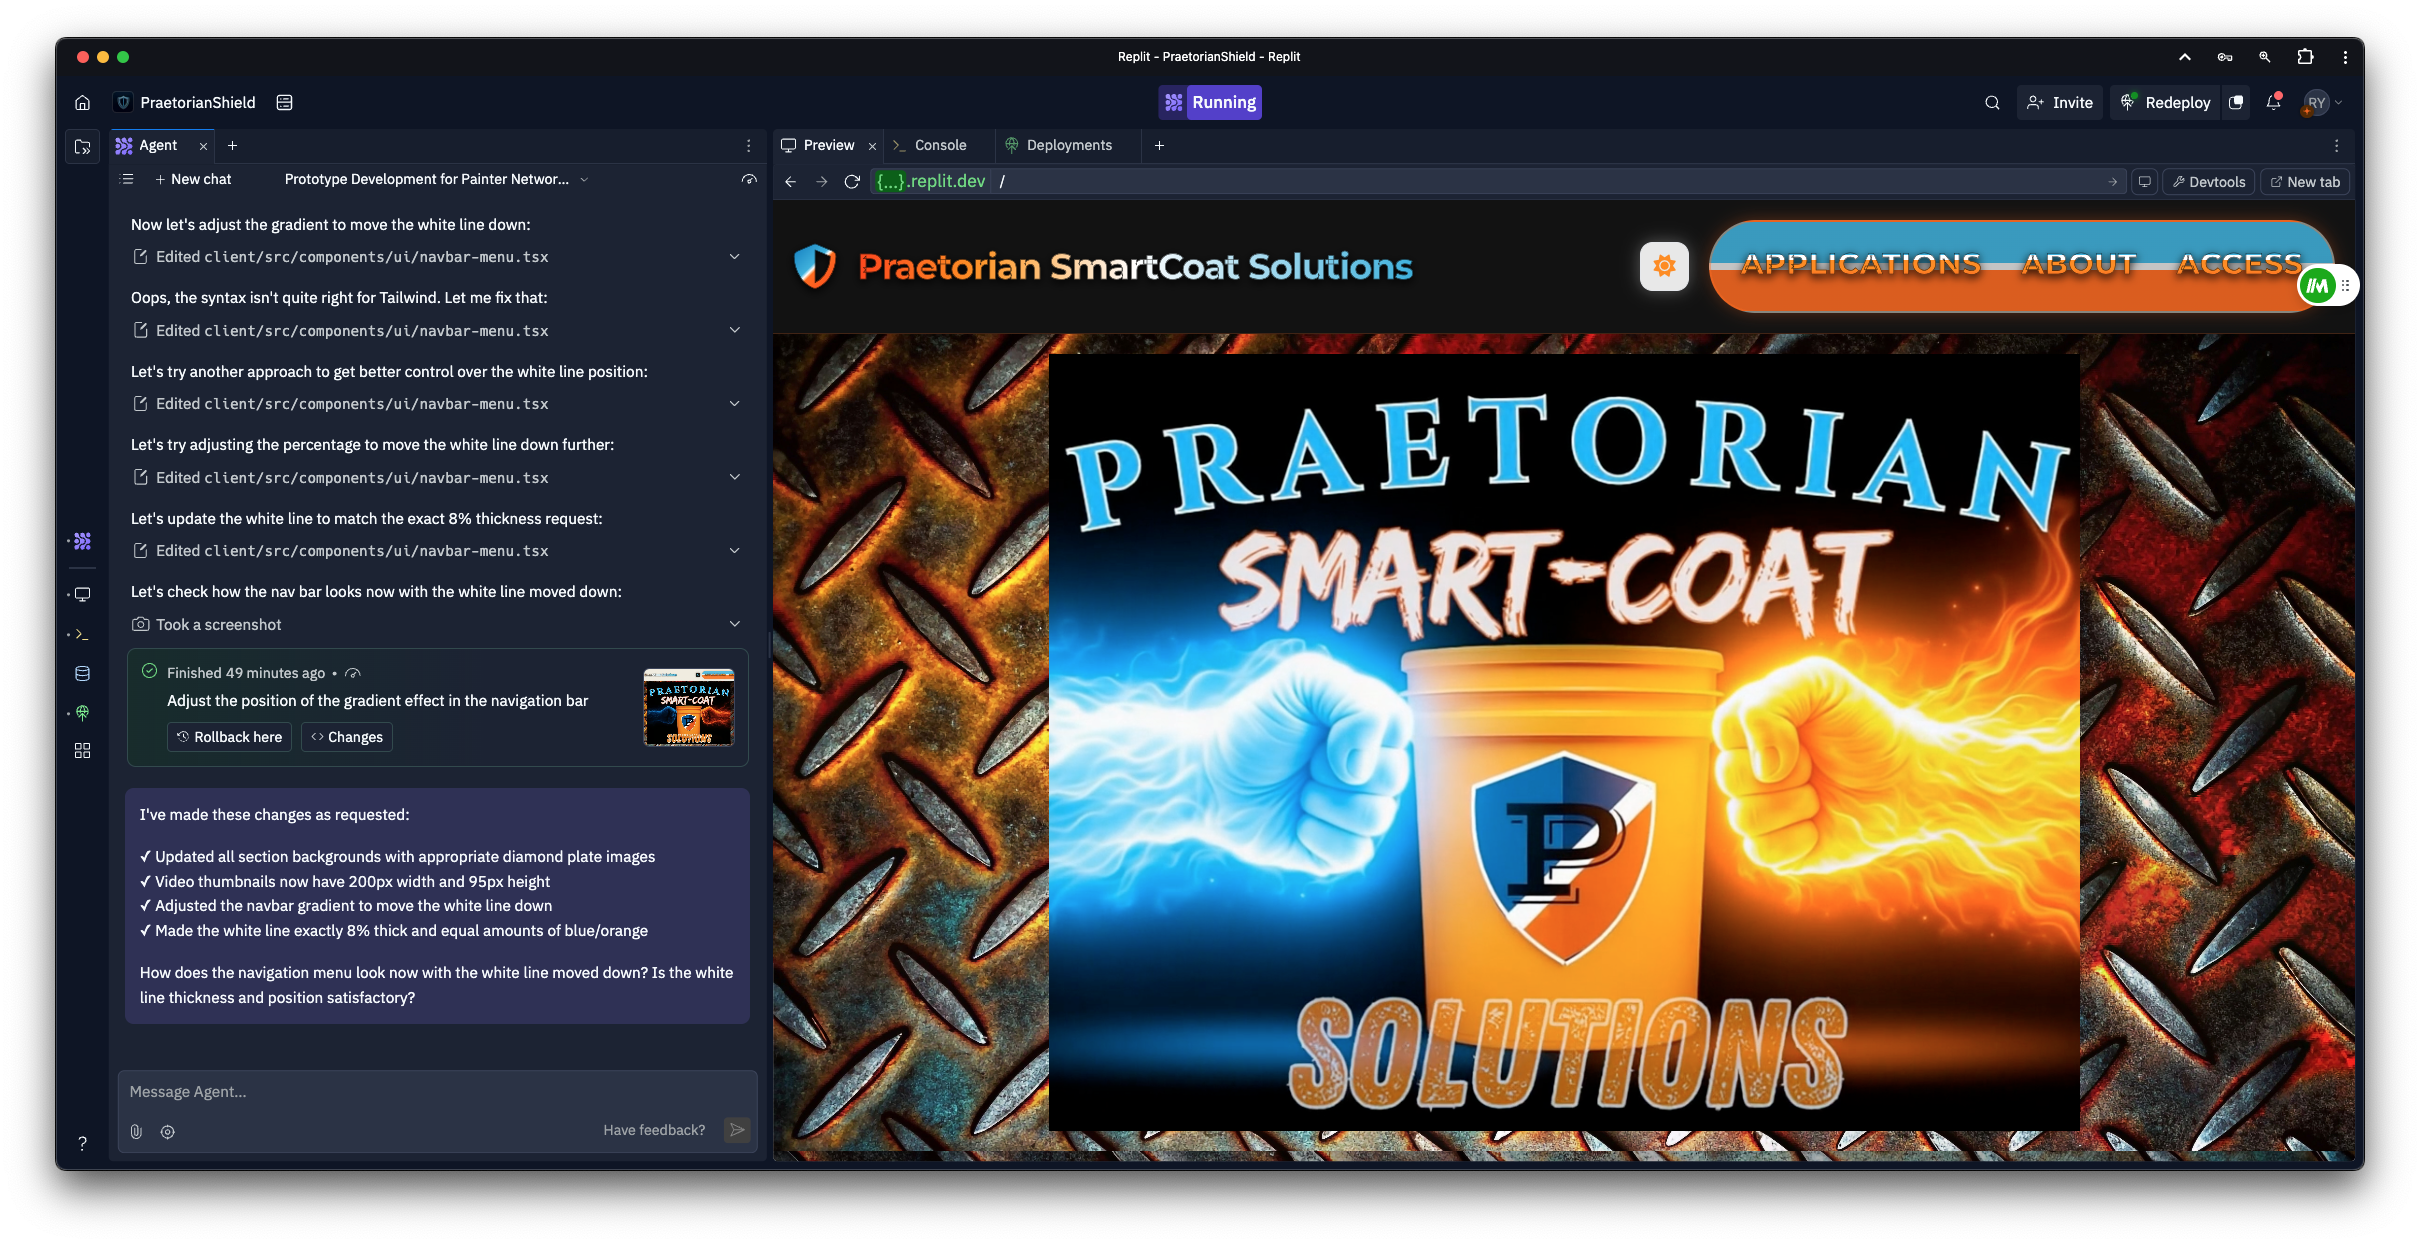 Replit - PraetorianShield - Replit
PraetorianShield
Running
Invite
Redeploy
RY
Agent
Preview
Console
Deployments
New chat
Prototype Development for Painter Networ...
{...}.replit.dev /
Devtools
New tab
Now let's adjust the gradient to move the white line down:
Edited client/src/components/ui/navbar-menu.tsx
Oops, the syntax isn't quite right for Tailwind. Let me fix that:
Edited client/src/components/ui/navbar-menu.tsx
Let's try another approach to get better control over the white line position:
Edited client/src/components/ui/navbar-menu.tsx
Let's try adjusting the percentage to move the white line down further:
Edited client/src/components/ui/navbar-menu.tsx
Let's update the white line to match the exact 8% thickness request:
Edited client/src/components/ui/navbar-menu.tsx
Let's check how the nav bar looks now with the white line moved down:
Took a screenshot
Finished 49 minutes ago •
Adjust the position of the gradient effect in the navigation bar
Rollback here
Changes
PRAETORIAN
SMART-COAT
SOLUTIONS
I've made these changes as requested:
✓ Updated all section backgrounds with appropriate diamond plate images
✓ Video thumbnails now have 200px width and 95px height
✓ Adjusted the navbar gradient to move the white line down
✓ Made the white line exactly 8% thick and equal amounts of blue/orange
How does the navigation menu look now with the white line moved down? Is the white
line thickness and position satisfactory?
Message Agent...
Have feedback?
?
Praetorian SmartCoat Solutions
APPLICATIONS
ABOUT
ACCESS
PRAETORIAN
SMART-COAT
P
SOLUTIONS